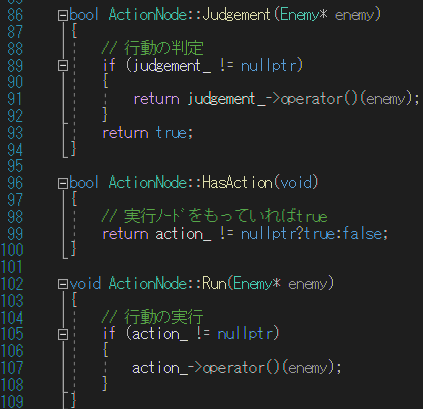 86 bool ActionNode::Judgement(Enemy* enemy)
87 {
88 // 行動の判定
89 if (judgement_ != nullptr)
90 {
91 return judgement_->operator()(enemy);
92 }
93 return true;
94 }
95
96 bool ActionNode::HasAction(void)
97 {
98 // 実行ﾉｰﾄﾞをもっていればtrue
99 return action_ != nullptr?true:false;
100 }
101
102 void ActionNode::Run(Enemy* enemy)
103 {
104 // 行動の実行
105 if (action_ != nullptr)
106 {
107 action_->operator()(enemy);
108 }
109 }